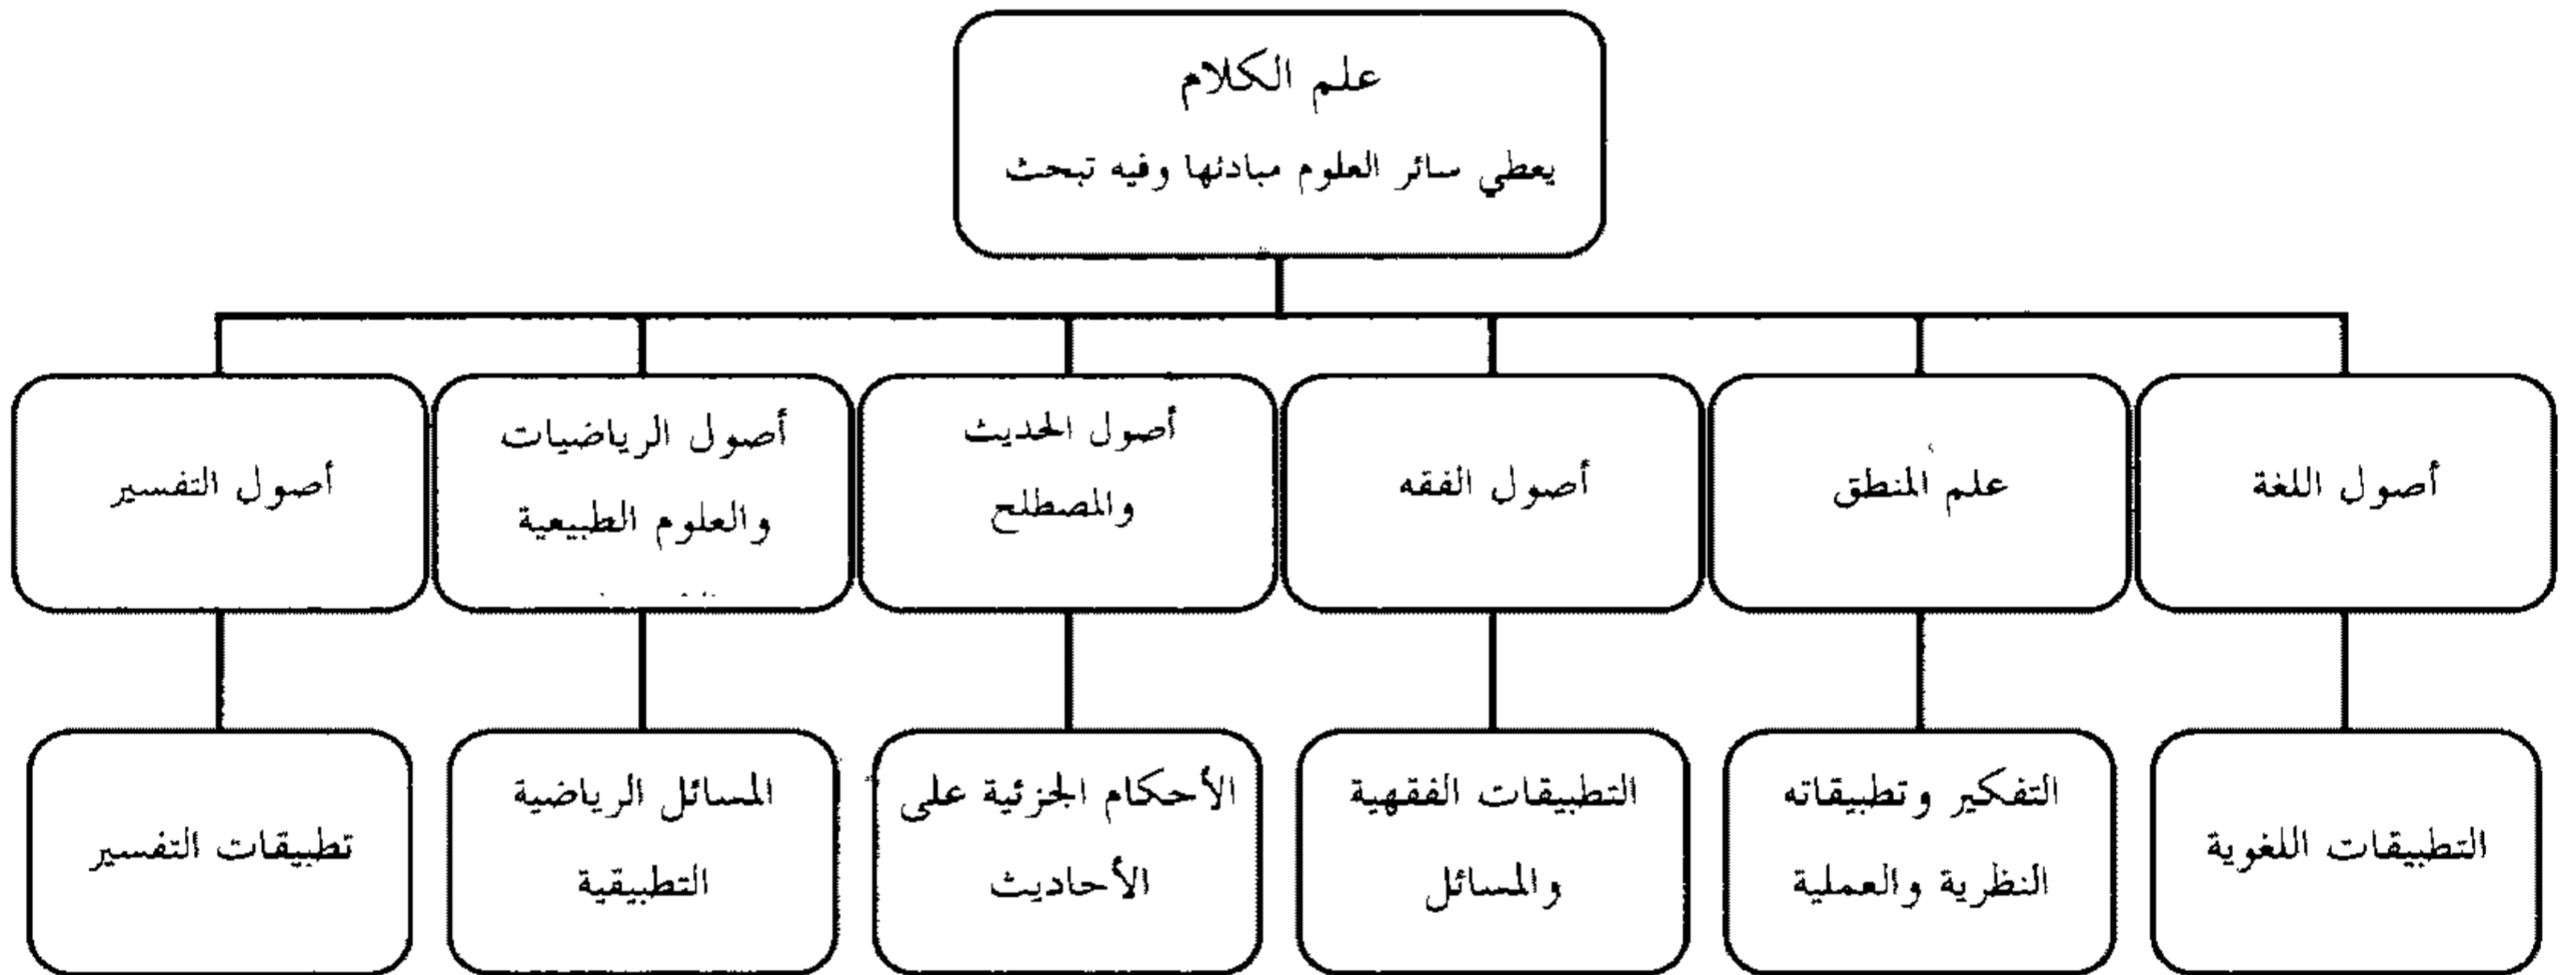 علم الكلام
يعطي سائر العلوم مبادئها وفيه تبحث
أصول اللغة
علم المنطق
أصول الفقه
أصول الحديث
والمصطلح
أصول الرياضيات
والعلوم الطبيعية
أصول التفسير
التطبيقات اللغوية
التفكير وتطبيقاته
النظرية والعملية
التطبيقات الفقهية
والمسائل
الأحكام الجزئية على
الأحاديث
المسائل الرياضية
التطبيقية
تطبيقات التفسير